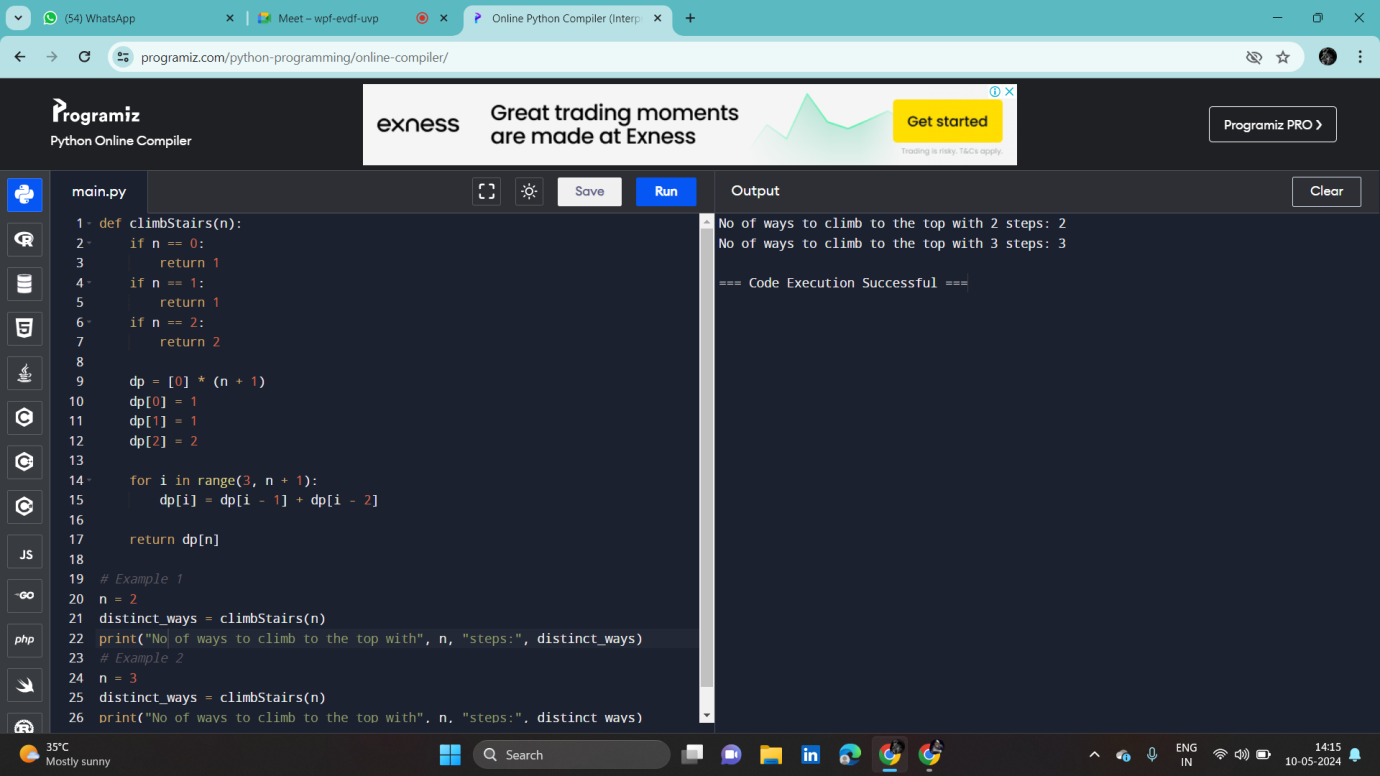 (54) WhatsApp
Meet – wpf-evdf-uvp
Online Python Compiler (Interp
programiz.com/python-programming/online-compiler/
Programiz
Python Online Compiler
exness
Great trading moments
are made at Exness
Get started
Trading is risky. T&Cs apply.
Programiz PRO
main.py
Save
Run
Output
Clear
1 def climbStairs(n):
2 if n == 0:
3 return 1
4 if n == 1:
5 return 1
6 if n == 2:
7 return 2
8
9 dp = [0] * (n + 1)
10 dp[0] = 1
11 dp[1] = 1
12 dp[2] = 2
13
14 for i in range(3, n + 1):
15 dp[i] = dp[i - 1] + dp[i - 2]
16
17 return dp[n]
18
19 # Example 1
20 n = 2
21 distinct_ways = climbStairs(n)
22 print("No of ways to climb to the top with", n, "steps:", distinct_ways)
23 # Example 2
24 n = 3
25 distinct_ways = climbStairs(n)
26 print("No of ways to climb to the top with", n, "steps:", distinct_ways)
No of ways to climb to the top with 2 steps: 2
No of ways to climb to the top with 3 steps: 3
=== Code Execution Successful ===
R
5
C
C
C
JS
GO
php
35°C
Mostly sunny
Search
in
ENG
IN
14:15
10-05-2024